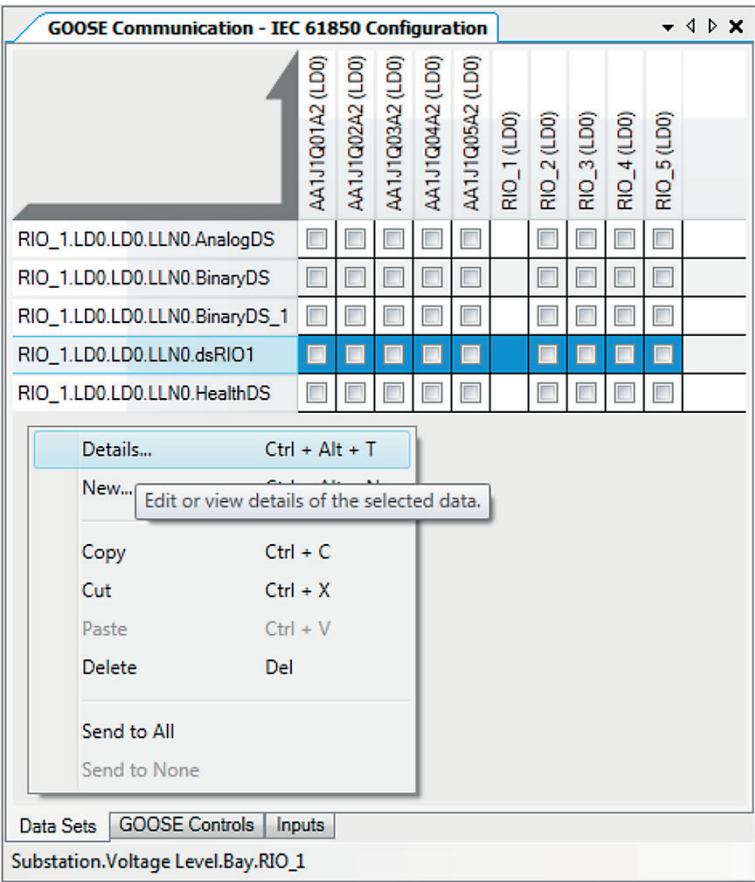 GOOSE Communication - IEC 61850 Configuration
AA1J1Q01A2 (LD0)
AA1J1Q02A2 (LD0)
AA1J1Q03A2 (LD0)
AA1J1Q04A2 (LD0)
AA1J1Q05A2 (LD0)
RIO_1 (LD0)
RIO_2 (LD0)
RIO_3 (LD0)
RIO_4 (LD0)
RIO_5 (LD0)
RIO_1.LD0.LD0.LLN0.AnalogDS
RIO_1.LD0.LD0.LLN0.BinaryDS
RIO_1.LD0.LD0.LLN0.BinaryDS_1
RIO_1.LD0.LD0.LLN0.dsRIO1
RIO_1.LD0.LD0.LLN0.HealthDS
Details... Ctrl + Alt + T
New...
Edit or view details of the selected data.
Copy Ctrl + C
Cut Ctrl + X
Paste Ctrl + V
Delete Del
Send to All
Send to None
Data Sets GOOSE Controls Inputs
Substation.Voltage Level.Bay.RIO_1